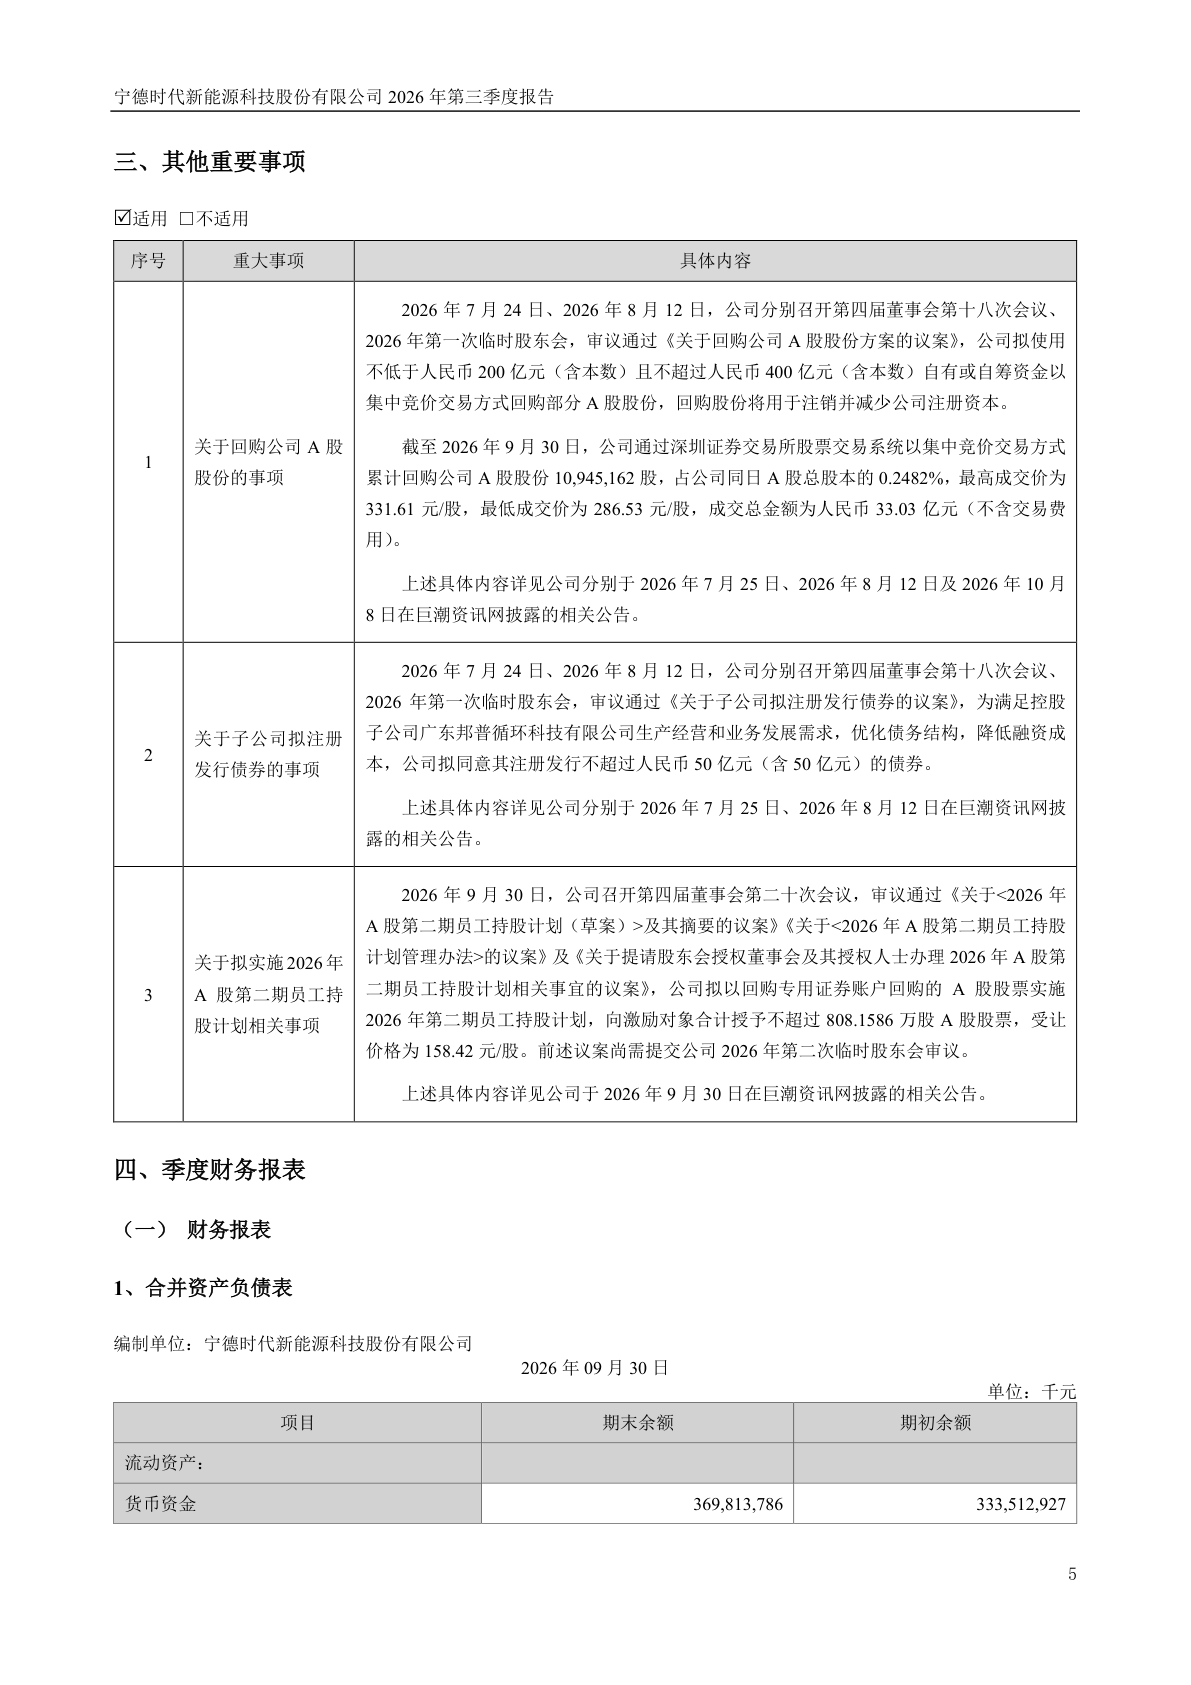 宁德时代新能源科技股份有限公司 2026 年第三季度报告
三、其他重要事项
☑适用 □不适用
序号 重大事项 具体内容
1
关于回购公司 A 股
股份的事项
2026 年 7 月 24 日、2026 年 8 月 12 日，公司分别召开第四届董事会第十八次会议、
2026 年第一次临时股东会，审议通过《关于回购公司 A 股股份方案的议案》，公司拟使用
不低于人民币 200 亿元（含本数）且不超过人民币 400 亿元（含本数）自有或自筹资金以
集中竞价交易方式回购部分 A 股股份，回购股份将用于注销并减少公司注册资本。
截至 2026 年 9 月 30 日，公司通过深圳证券交易所股票交易系统以集中竞价交易方式
累计回购公司 A 股股份 10,945,162 股，占公司同日 A 股总股本的 0.2482%，最高成交价为
331.61 元/股，最低成交价为 286.53 元/股，成交总金额为人民币 33.03 亿元（不含交易费
用）。
上述具体内容详见公司分别于 2026 年 7 月 25 日、2026 年 8 月 12 日及 2026 年 10 月
8 日在巨潮资讯网披露的相关公告。
2
关于子公司拟注册
发行债券的事项
2026 年 7 月 24 日、2026 年 8 月 12 日，公司分别召开第四届董事会第十八次会议、
2026 年第一次临时股东会，审议通过《关于子公司拟注册发行债券的议案》，为满足控股
子公司广东邦普循环科技有限公司生产经营和业务发展需求，优化债务结构，降低融资成
本，公司拟同意其注册发行不超过人民币 50 亿元（含 50 亿元）的债券。
上述具体内容详见公司分别于 2026 年 7 月 25 日、2026 年 8 月 12 日在巨潮资讯网披
露的相关公告。
3
关于拟实施 2026 年
A 股第二期员工持
股计划相关事项
2026 年 9 月 30 日，公司召开第四届董事会第二十次会议，审议通过《关于<2026 年
A 股第二期员工持股计划（草案）>及其摘要的议案》《关于<2026 年 A 股第二期员工持股
计划管理办法>的议案》及《关于提请股东会授权董事会及其授权人士办理 2026 年 A 股第
二期员工持股计划相关事宜的议案》，公司拟以回购专用证券账户回购的 A 股股票实施
2026 年第二期员工持股计划，向激励对象合计授予不超过 808.1586 万股 A 股股票，受让
价格为 158.42 元/股。前述议案尚需提交公司 2026 年第二次临时股东会审议。
上述具体内容详见公司于 2026 年 9 月 30 日在巨潮资讯网披露的相关公告。
四、季度财务报表
（一） 财务报表
1、合并资产负债表
编制单位：宁德时代新能源科技股份有限公司
2026 年 09 月 30 日
单位：千元
项目 期末余额 期初余额
流动资产：
货币资金 369,813,786 333,512,927
5